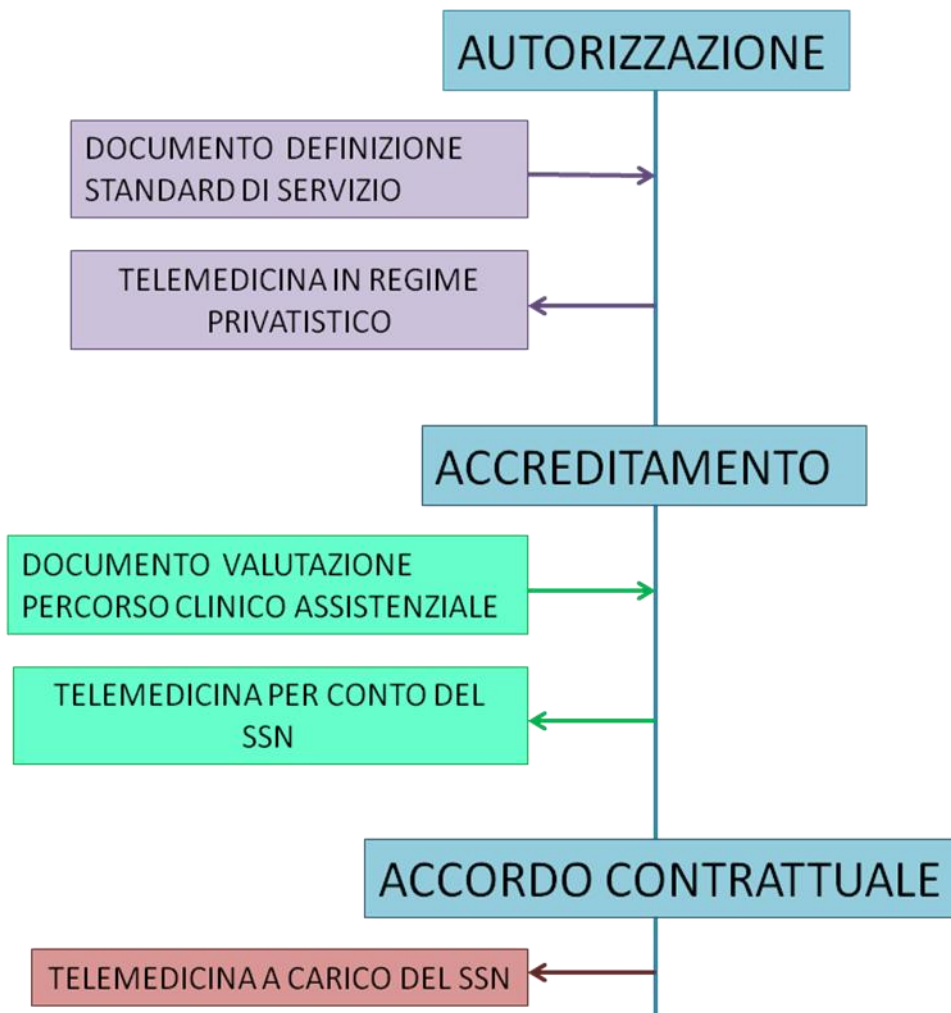 AUTORIZZAZIONE
DOCUMENTO DEFINIZIONE
STANDARD DI SERVIZIO
TELEMEDICINA IN REGIME
PRIVATISTICO
ACCREDITAMENTO
DOCUMENTO VALUTAZIONE
PERCORSO CLINICO ASSISTENZIALE
TELEMEDICINA PER CONTO DEL
SSN
ACCORDO CONTRATTUALE
TELEMEDICINA A CARICO DEL SSN